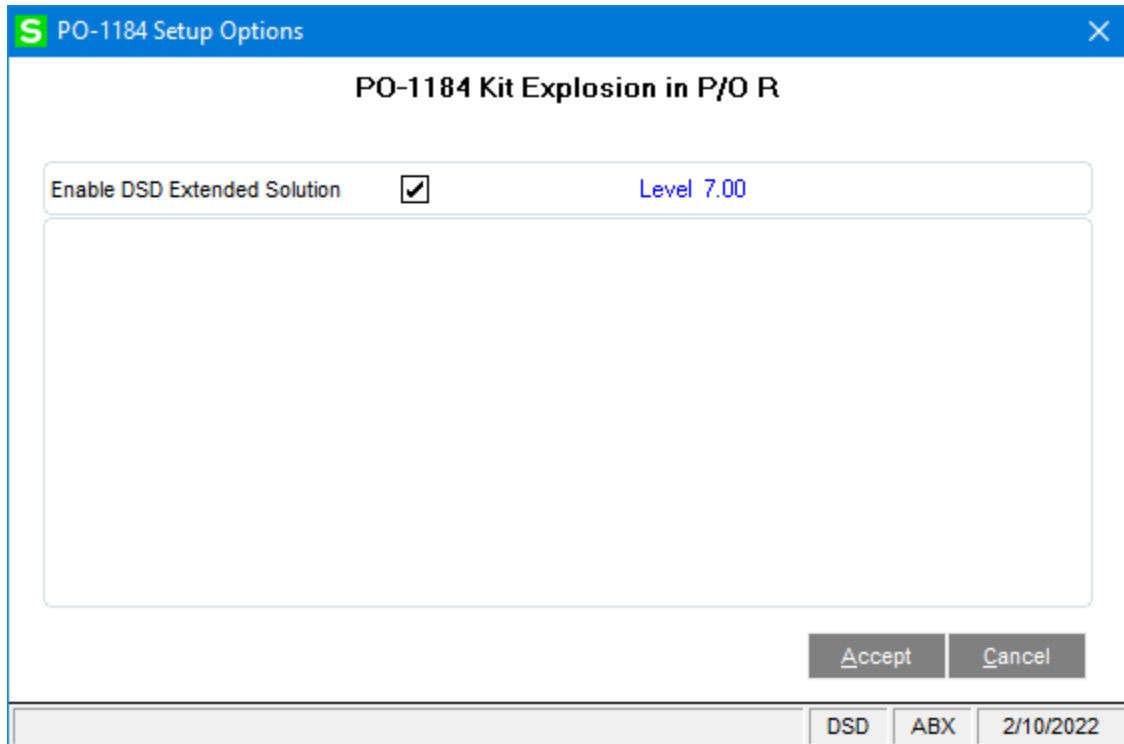 S PO-1184 Setup Options
PO-1184 Kit Explosion in P/O R
Enable DSD Extended Solution Level 7.00
Accept Cancel
DSD ABX 2/10/2022